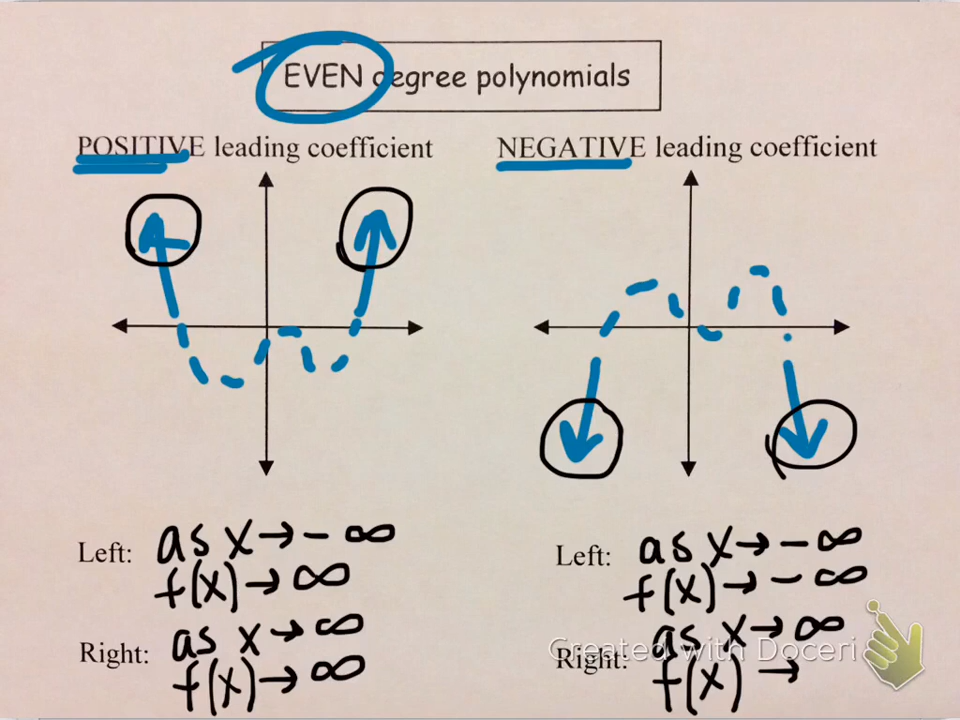 EVEN degree polynomials
POSITIVE leading coefficient
NEGATIVE leading coefficient
Left: as x → - ∞
f(x) → ∞
Right: as x → ∞
f(x) → ∞
Left: as x → - ∞
f(x) → - ∞
Right: as x → ∞
f(x) →
Created with Doceri